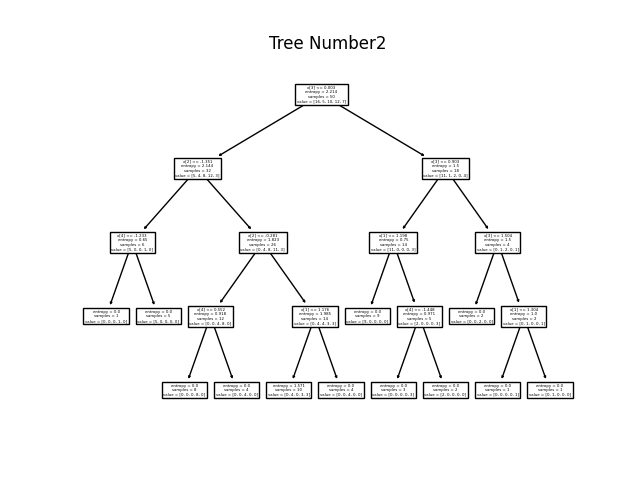 Tree Number2
x[3] <= 0.003
entropy = 2.214
samples = 50
value = [16, 5, 10, 12, 7]
x[2] <= -1.151
entropy = 2.144
samples = 32
value = [5, 4, 8, 12, 3]
x[3] <= 0.903
entropy = 1.5
samples = 18
value = [11, 1, 2, 0, 4]
x[4] <= -1.233
entropy = 0.65
samples = 6
value = [5, 0, 0, 1, 0]
x[2] <= -0.281
entropy = 1.823
samples = 26
value = [0, 4, 8, 11, 3]
x[1] <= 1.198
entropy = 0.75
samples = 14
value = [11, 0, 0, 0, 3]
x[3] <= 1.504
entropy = 1.5
samples = 4
value = [0, 1, 2, 0, 1]
entropy = 0.0
samples = 1
value = [0, 0, 0, 1, 0]
entropy = 0.0
samples = 5
value = [5, 0, 0, 0, 0]
x[4] <= 0.552
entropy = 0.918
samples = 12
value = [0, 0, 4, 8, 0]
x[3] <= 1.176
entropy = 1.985
samples = 14
value = [0, 4, 4, 3, 3]
entropy = 0.0
samples = 9
value = [9, 0, 0, 0, 0]
x[4] <= -1.448
entropy = 0.971
samples = 5
value = [2, 0, 0, 0, 3]
entropy = 0.0
samples = 2
value = [0, 0, 2, 0, 0]
x[3] <= 1.304
entropy = 1.0
samples = 2
value = [0, 1, 0, 0, 1]
entropy = 0.0
samples = 8
value = [0, 0, 0, 8, 0]
entropy = 0.0
samples = 4
value = [0, 0, 4, 0, 0]
entropy = 1.571
samples = 10
value = [0, 4, 0, 3, 3]
entropy = 0.0
samples = 4
value = [0, 0, 4, 0, 0]
entropy = 0.0
samples = 3
value = [0, 0, 0, 0, 3]
entropy = 0.0
samples = 2
value = [2, 0, 0, 0, 0]
entropy = 0.0
samples = 1
value = [0, 0, 0, 0, 1]
entropy = 0.0
samples = 1
value = [0, 1, 0, 0, 0]